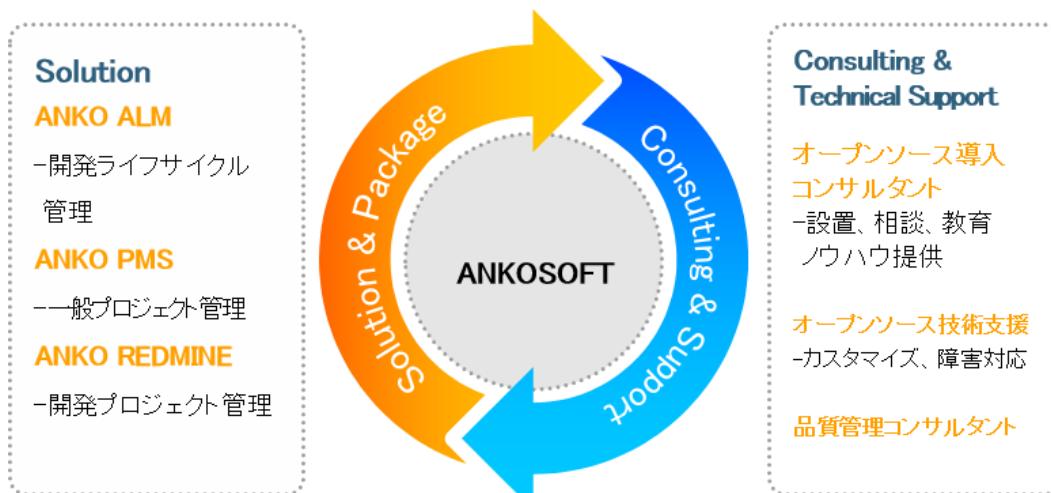 Solution
ANKO ALM
-開発ライフサイクル
管理
ANKO PMS
-一般プロジェクト管理
ANKO REDMINE
-開発プロジェクト管理
Solution & Package
ANKOSOFT
Consulting & Support
Consulting &
Technical Support
オープンソース導入
コンサルタント
-設置、相談、教育
ノウハウ提供
オープンソース技術支援
-カスタマイズ、障害対応
品質管理コンサルタント